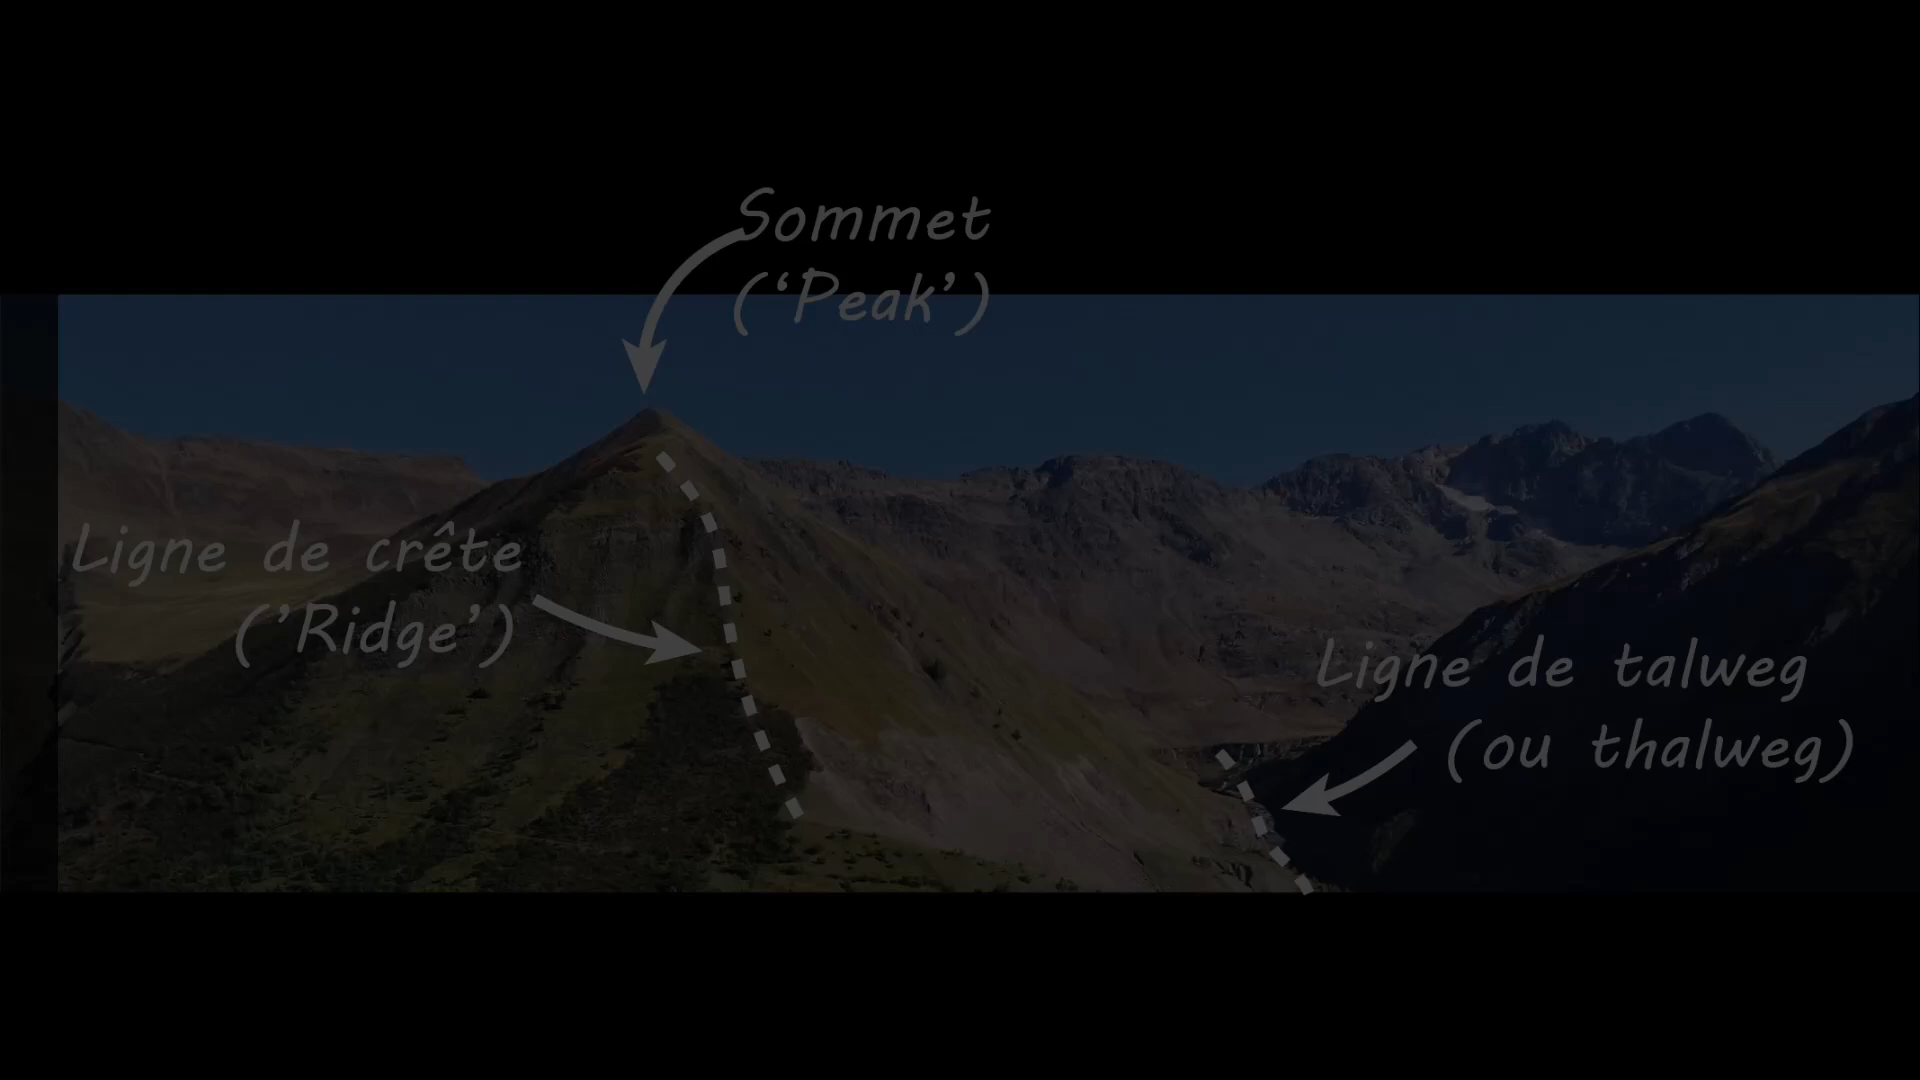 Sommet
(‘Peak’)
Ligne de crête
(’Ridge’)
Ligne de talweg
(ou thalweg)